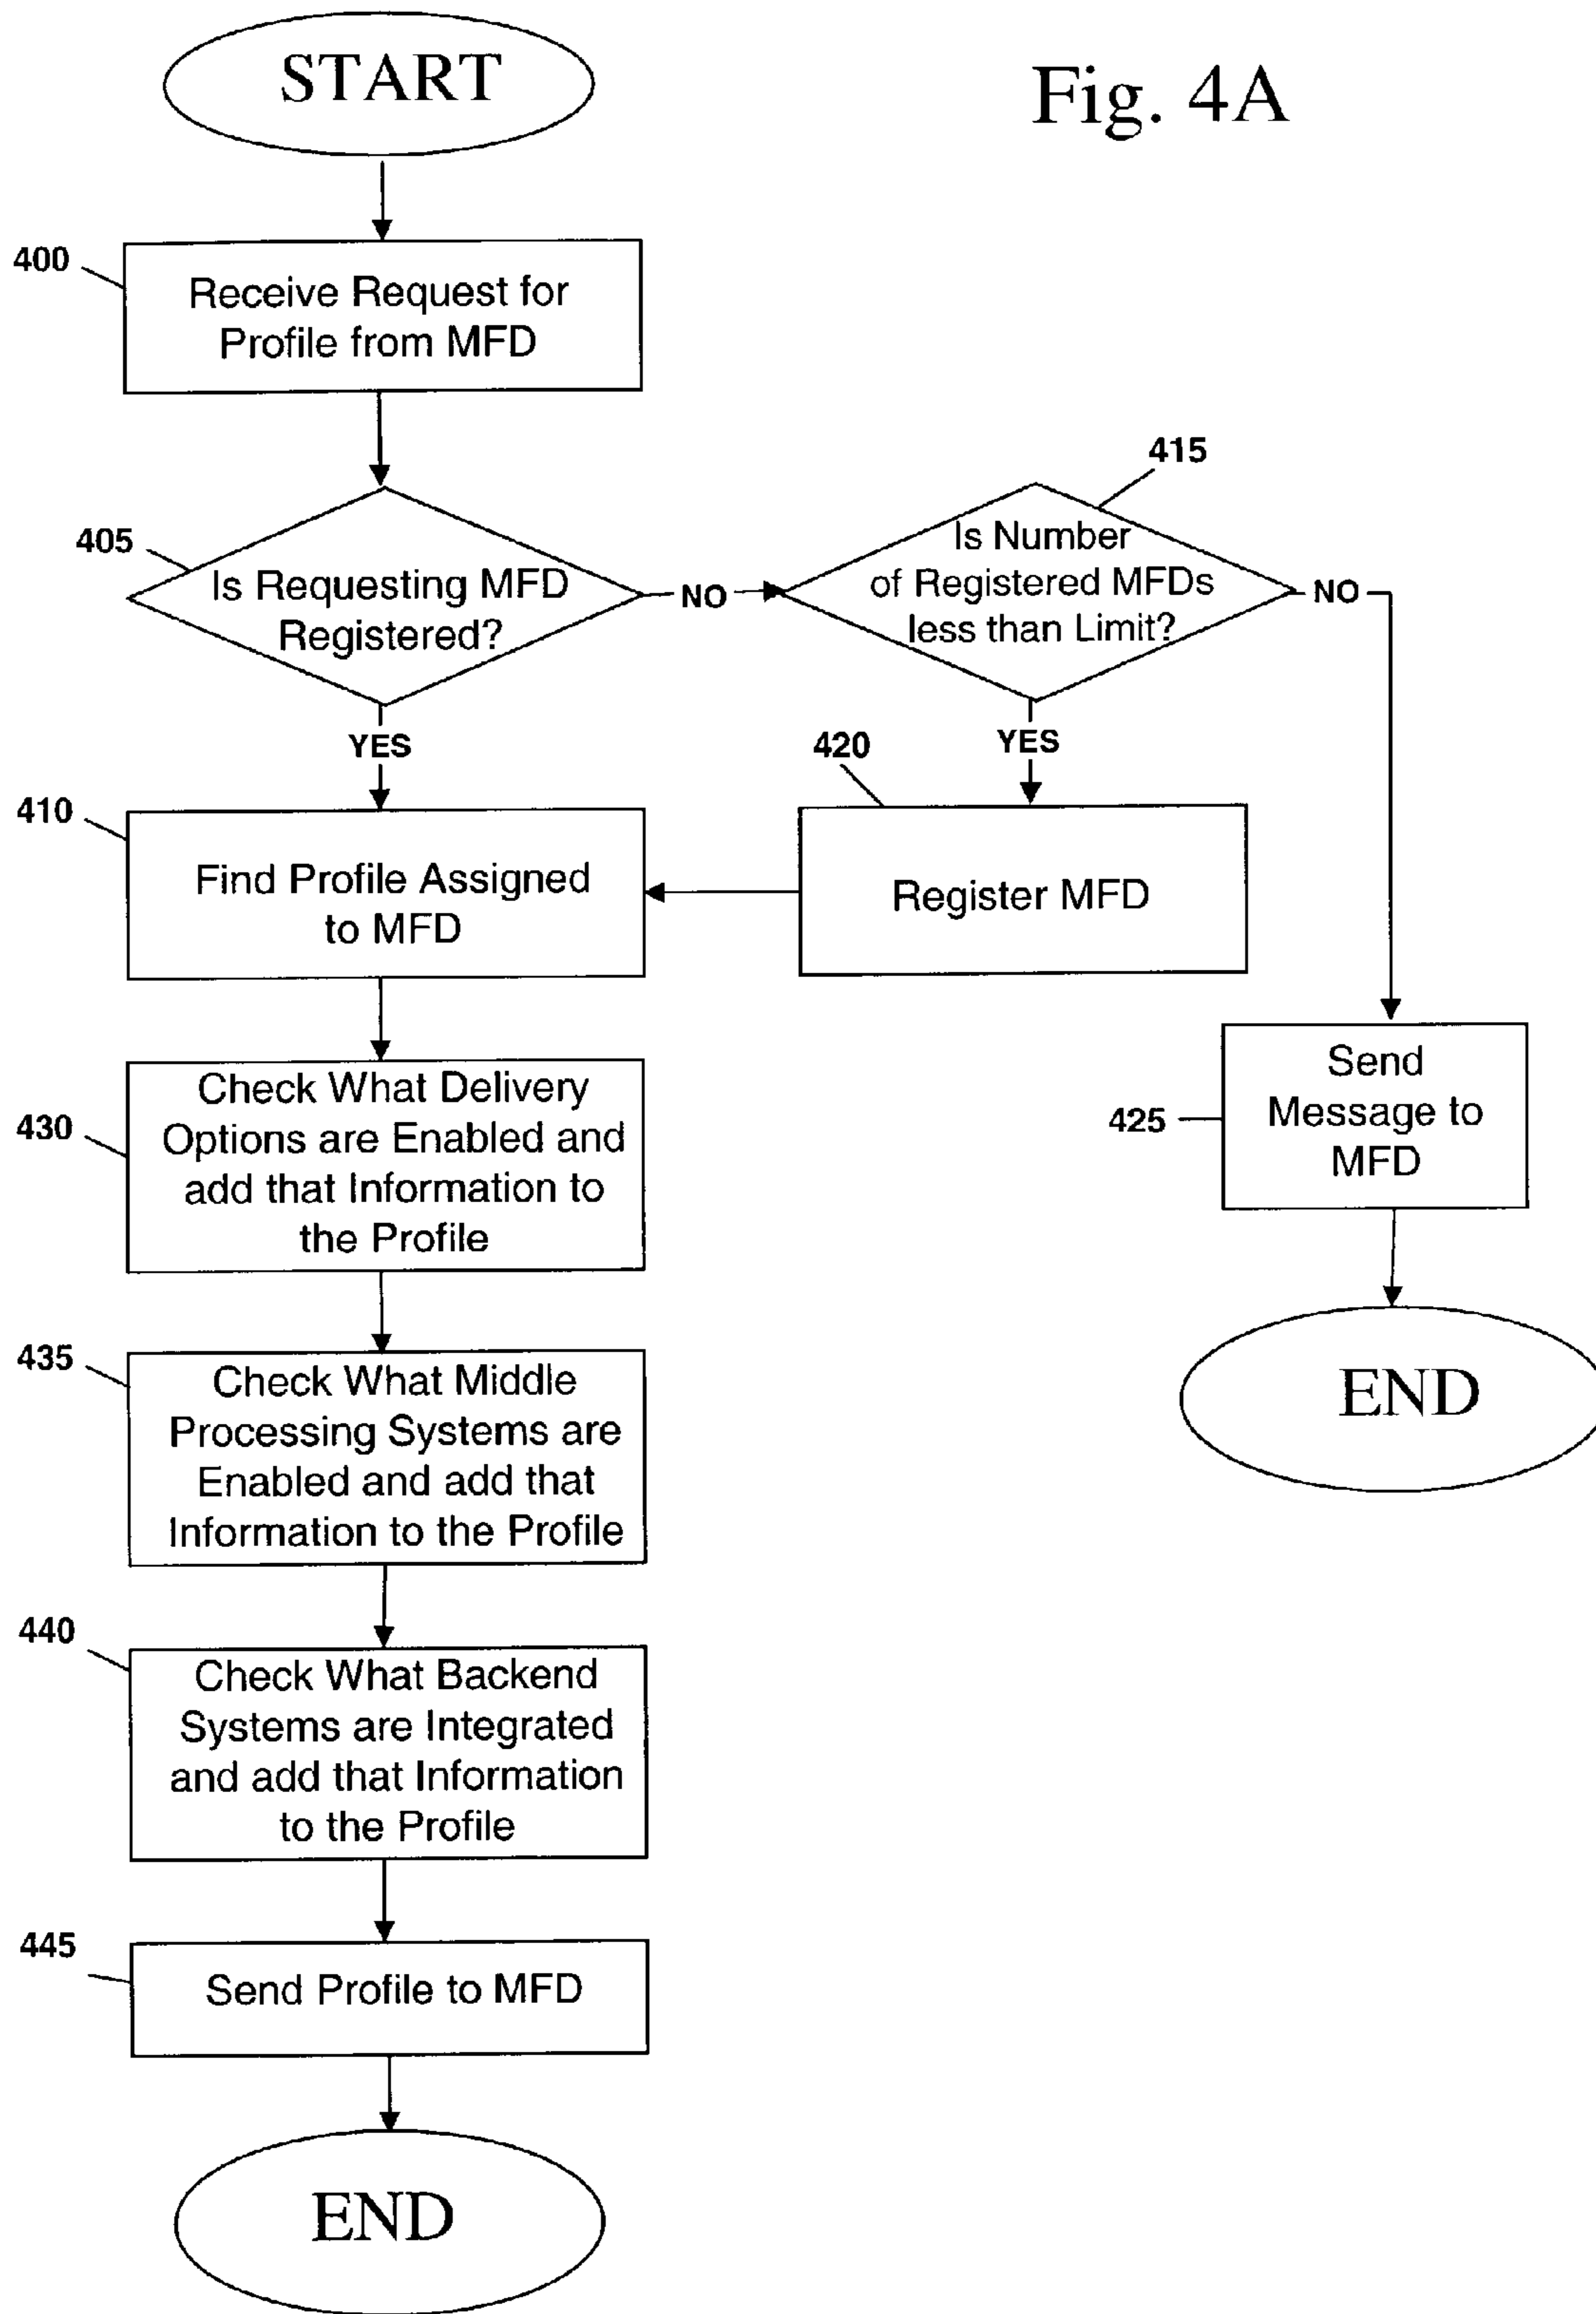 START
Fig. 4A
400
Receive Request for
Profile from MFD
405
Is Requesting MFD
Registered?
NO
415
Is Number
of Registered MFDs
less than Limit?
NO
YES
YES
420
Register MFD
410
Find Profile Assigned
to MFD
425
Send
Message to
MFD
END
430
Check What Delivery
Options are Enabled and
add that Information to
the Profile
435
Check What Middle
Processing Systems are
Enabled and add that
Information to the Profile
440
Check What Backend
Systems are Integrated
and add that Information
to the Profile
445
Send Profile to MFD
END